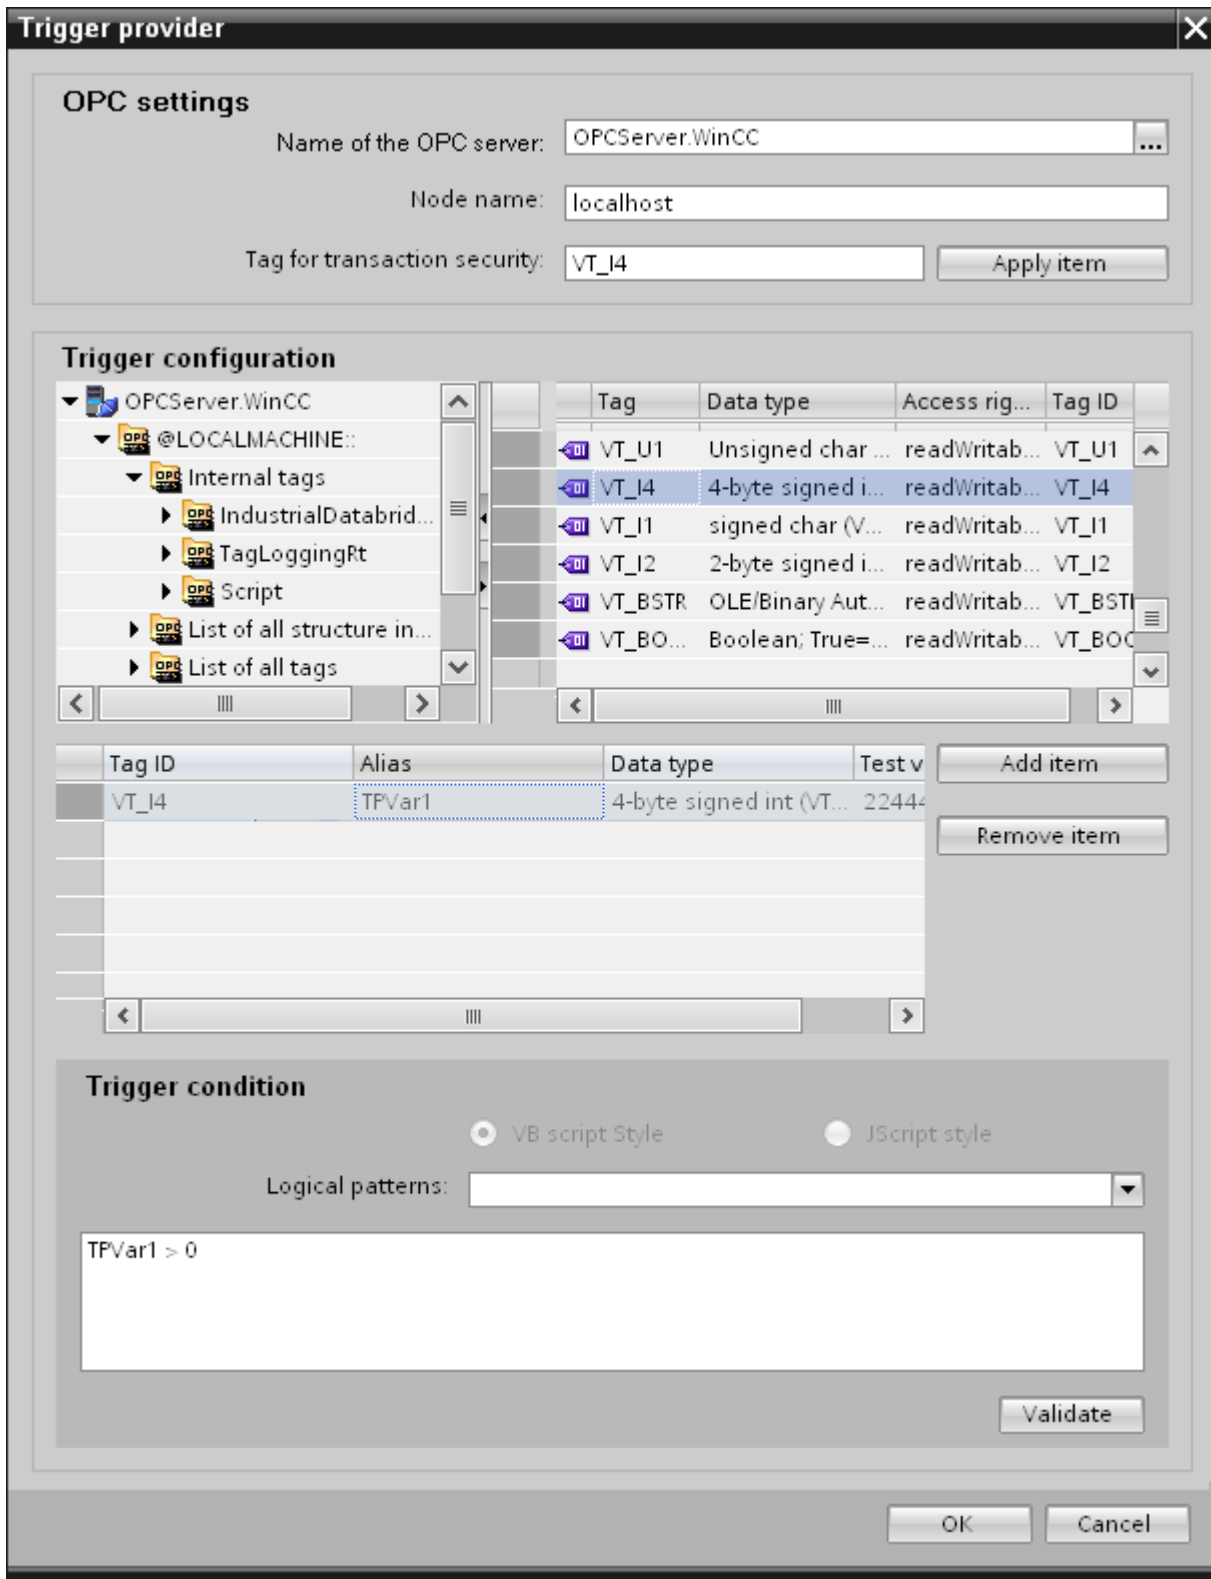 Trigger provider
OPC settings
Name of the OPC server: OPCServer.WinCC ...
Node name: localhost
Tag for transaction security: VT_I4 Apply item
Trigger configuration
OPCServer.WinCC
@LOCALMACHINE::
Internal tags
IndustrialDatabrid...
TagLoggingRt
Script
List of all structure in...
List of all tags
Tag Data type Access rig... Tag ID
VT_U1 Unsigned char ... readWritab... VT_U1
VT_I4 4-byte signed i... readWritab... VT_I4
VT_I1 signed char (V... readWritab... VT_I1
VT_I2 2-byte signed i... readWritab... VT_I2
VT_BSTR OLE/Binary Aut... readWritab... VT_BST
VT_BO... Boolean; True=... readWritab... VT_BOO
Tag ID Alias Data type Test v
VT_I4 TPVar1 4-byte signed int (VT... 22444
Add item
Remove item
Trigger condition
VB script Style JScript style
Logical patterns:
TPVar1 > 0
Validate
OK Cancel